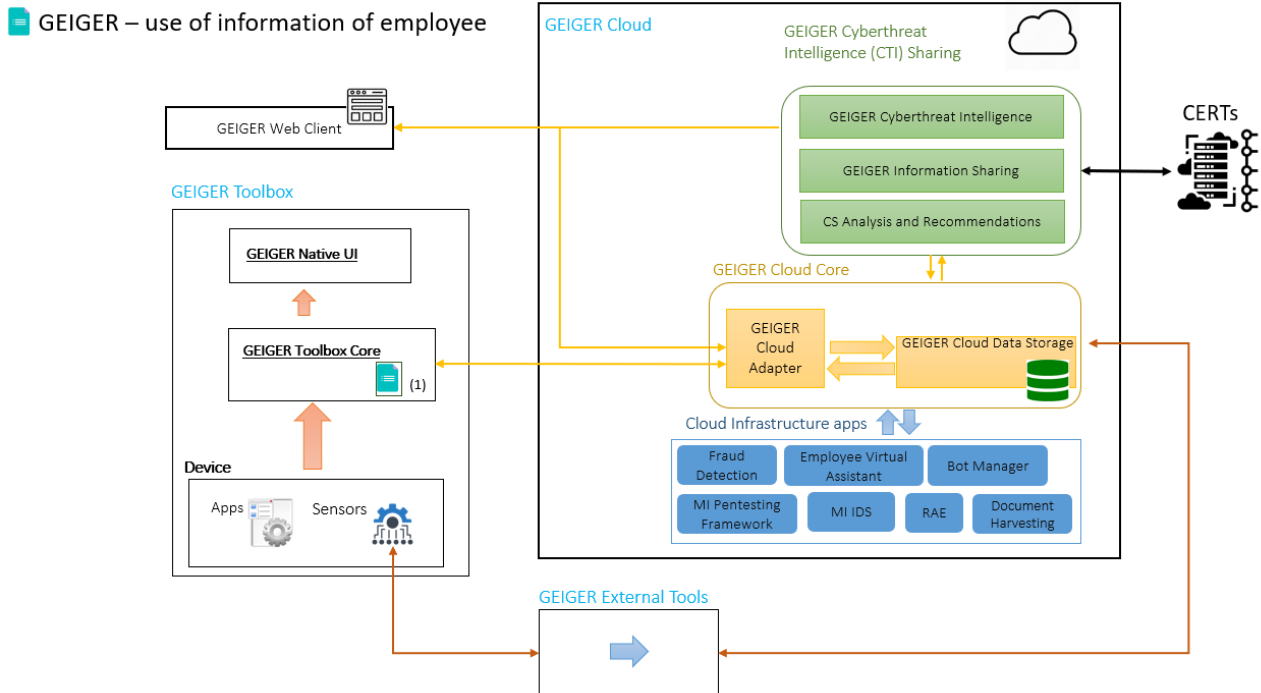 GEIGER – use of information of employee
GEIGER Cloud
GEIGER Cyberthreat
Intelligence (CTI) Sharing
GEIGER Web Client
GEIGER Cyberthreat Intelligence
GEIGER Information Sharing
CS Analysis and Recommendations
CERTs
GEIGER Toolbox
GEIGER Native UI
GEIGER Toolbox Core
(1)
GEIGER Cloud Core
GEIGER
Cloud
Adapter
GEIGER Cloud Data Storage
Cloud Infrastructure apps
Fraud
Detection
Employee Virtual
Assistant
Bot Manager
MI Pentesting
Framework
MI IDS
RAE
Document
Harvesting
Device
Apps
Sensors
GEIGER External Tools